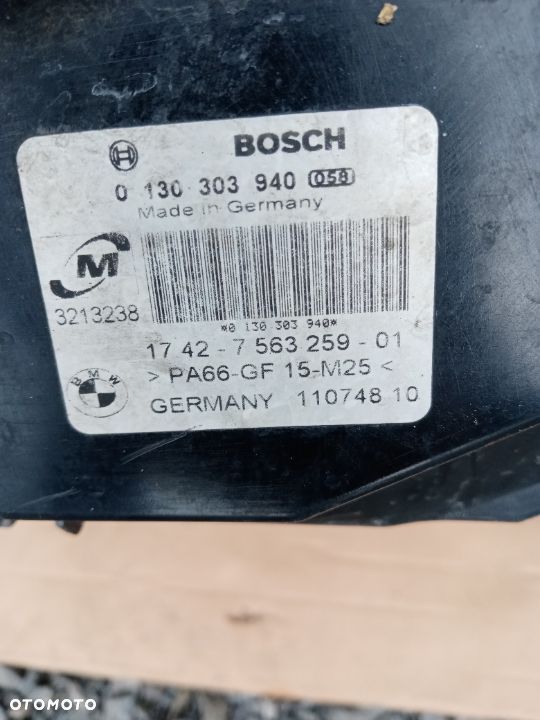 BOSCH
0 130 303 940 058
Made in Germany
M
3213238
*0 130 303 940*
17 42 - 7 563 259 - 01
> PA66-GF 15-M25 <
BMW
GERMANY 110748 10
OTOMOTO